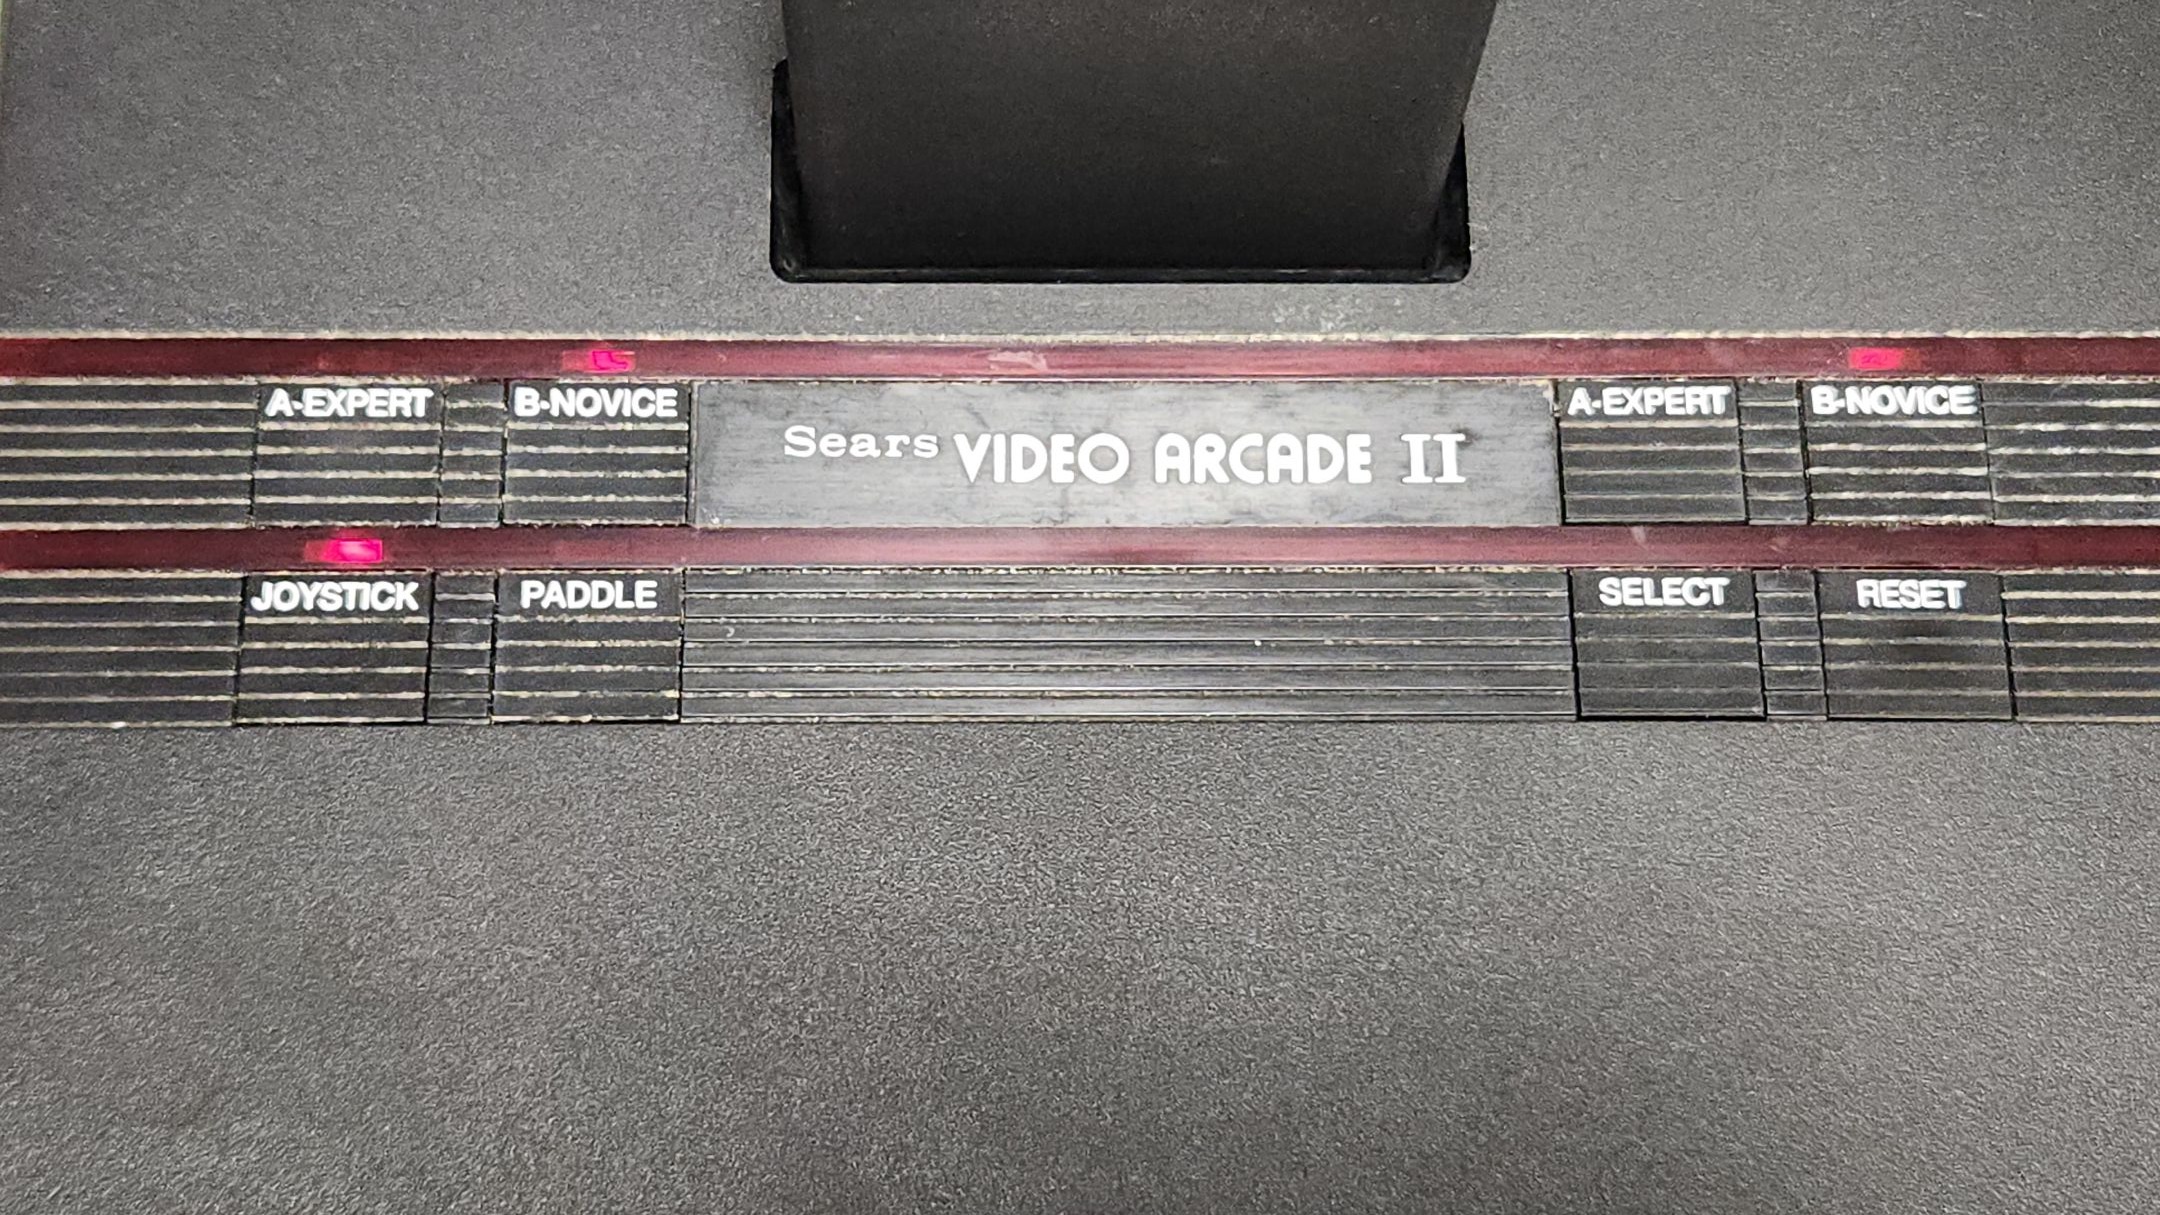 A-EXPERT B-NOVICE Sears VIDEO ARCADE II A-EXPERT B-NOVICE
JOYSTICK PADDLE SELECT RESET